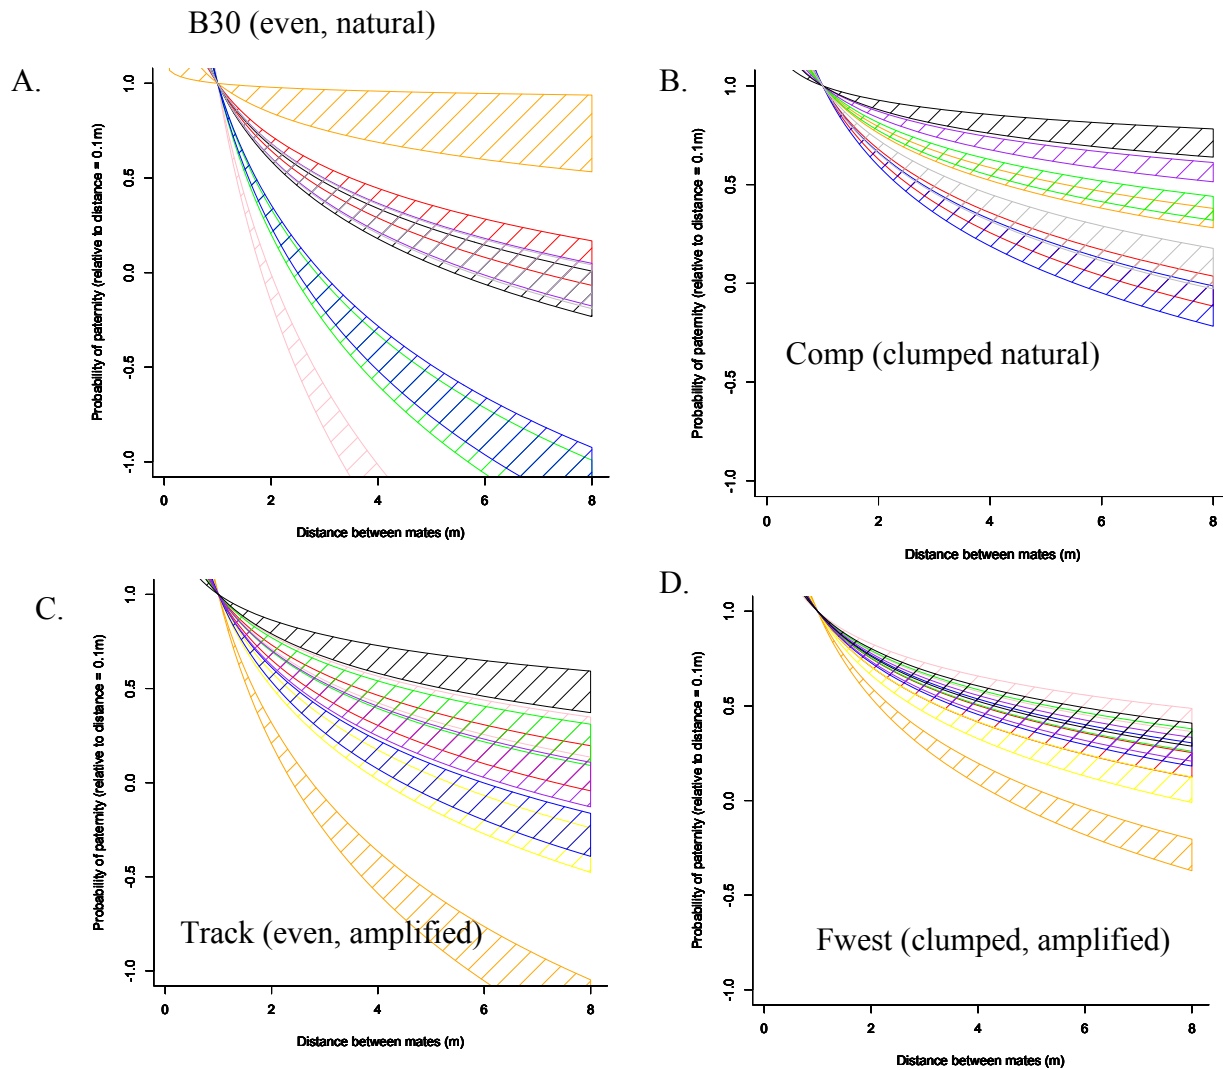 B30 (even, natural)
A.
Probability of paternity (relative to distance = 0.1m)
1.0
0.5
0.0
-0.5
-1.0
0 2 4 6 8
Distance between mates (m)
B.
Probability of paternity (relative to distance = 0.1m)
1.0
0.5
0.0
-0.5
-1.0
Comp (clumped natural)
0 2 4 6 8
Distance between mates (m)
C.
Probability of paternity (relative to distance = 0.1m)
1.0
0.5
0.0
-0.5
-1.0
Track (even, amplified)
0 2 4 6 8
Distance between mates (m)
D.
Probability of paternity (relative to distance = 0.1m)
1.0
0.5
0.0
-0.5
-1.0
Fwest (clumped, amplified)
0 2 4 6 8
Distance between mates (m)